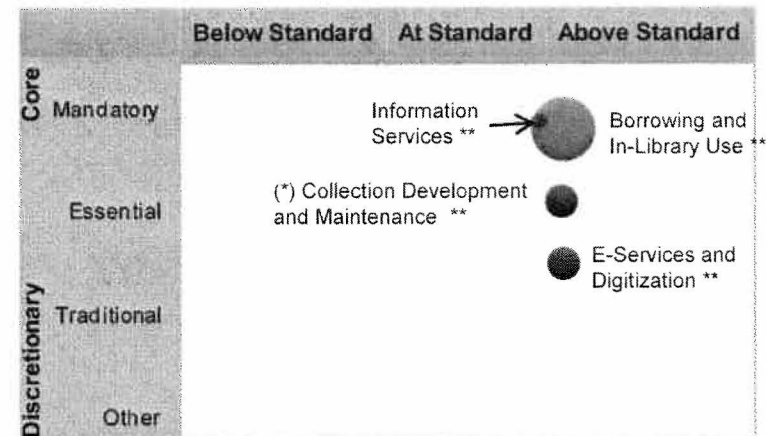 Below Standard At Standard Above Standard
Core
Mandatory
Information
Services **
Borrowing and
In-Library Use **
Essential
(*) Collection Development
and Maintenance **
E-Services and
Digitization **
Discretionary
Traditional
Other